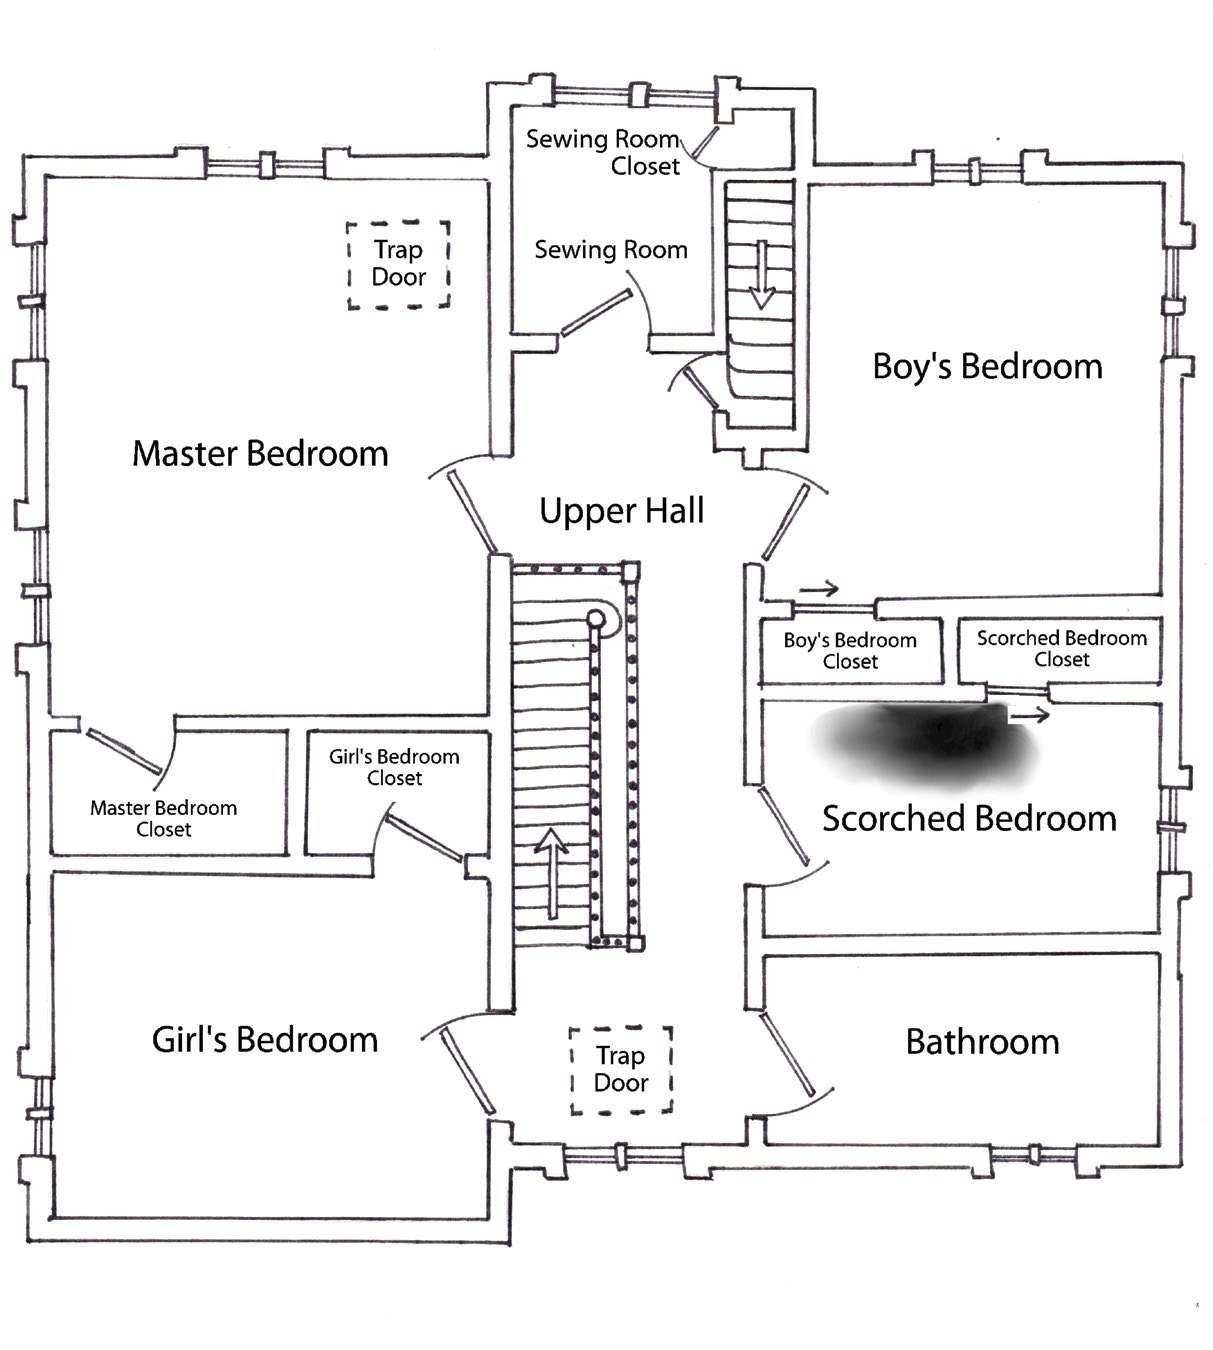 Sewing Room
Closet
Trap
Door
Sewing Room
Boy's Bedroom
Master Bedroom
Upper Hall
Boy's Bedroom
Closet
Scorched Bedroom
Closet
Girl's Bedroom
Closet
Master Bedroom
Closet
Scorched Bedroom
Girl's Bedroom
Trap
Door
Bathroom